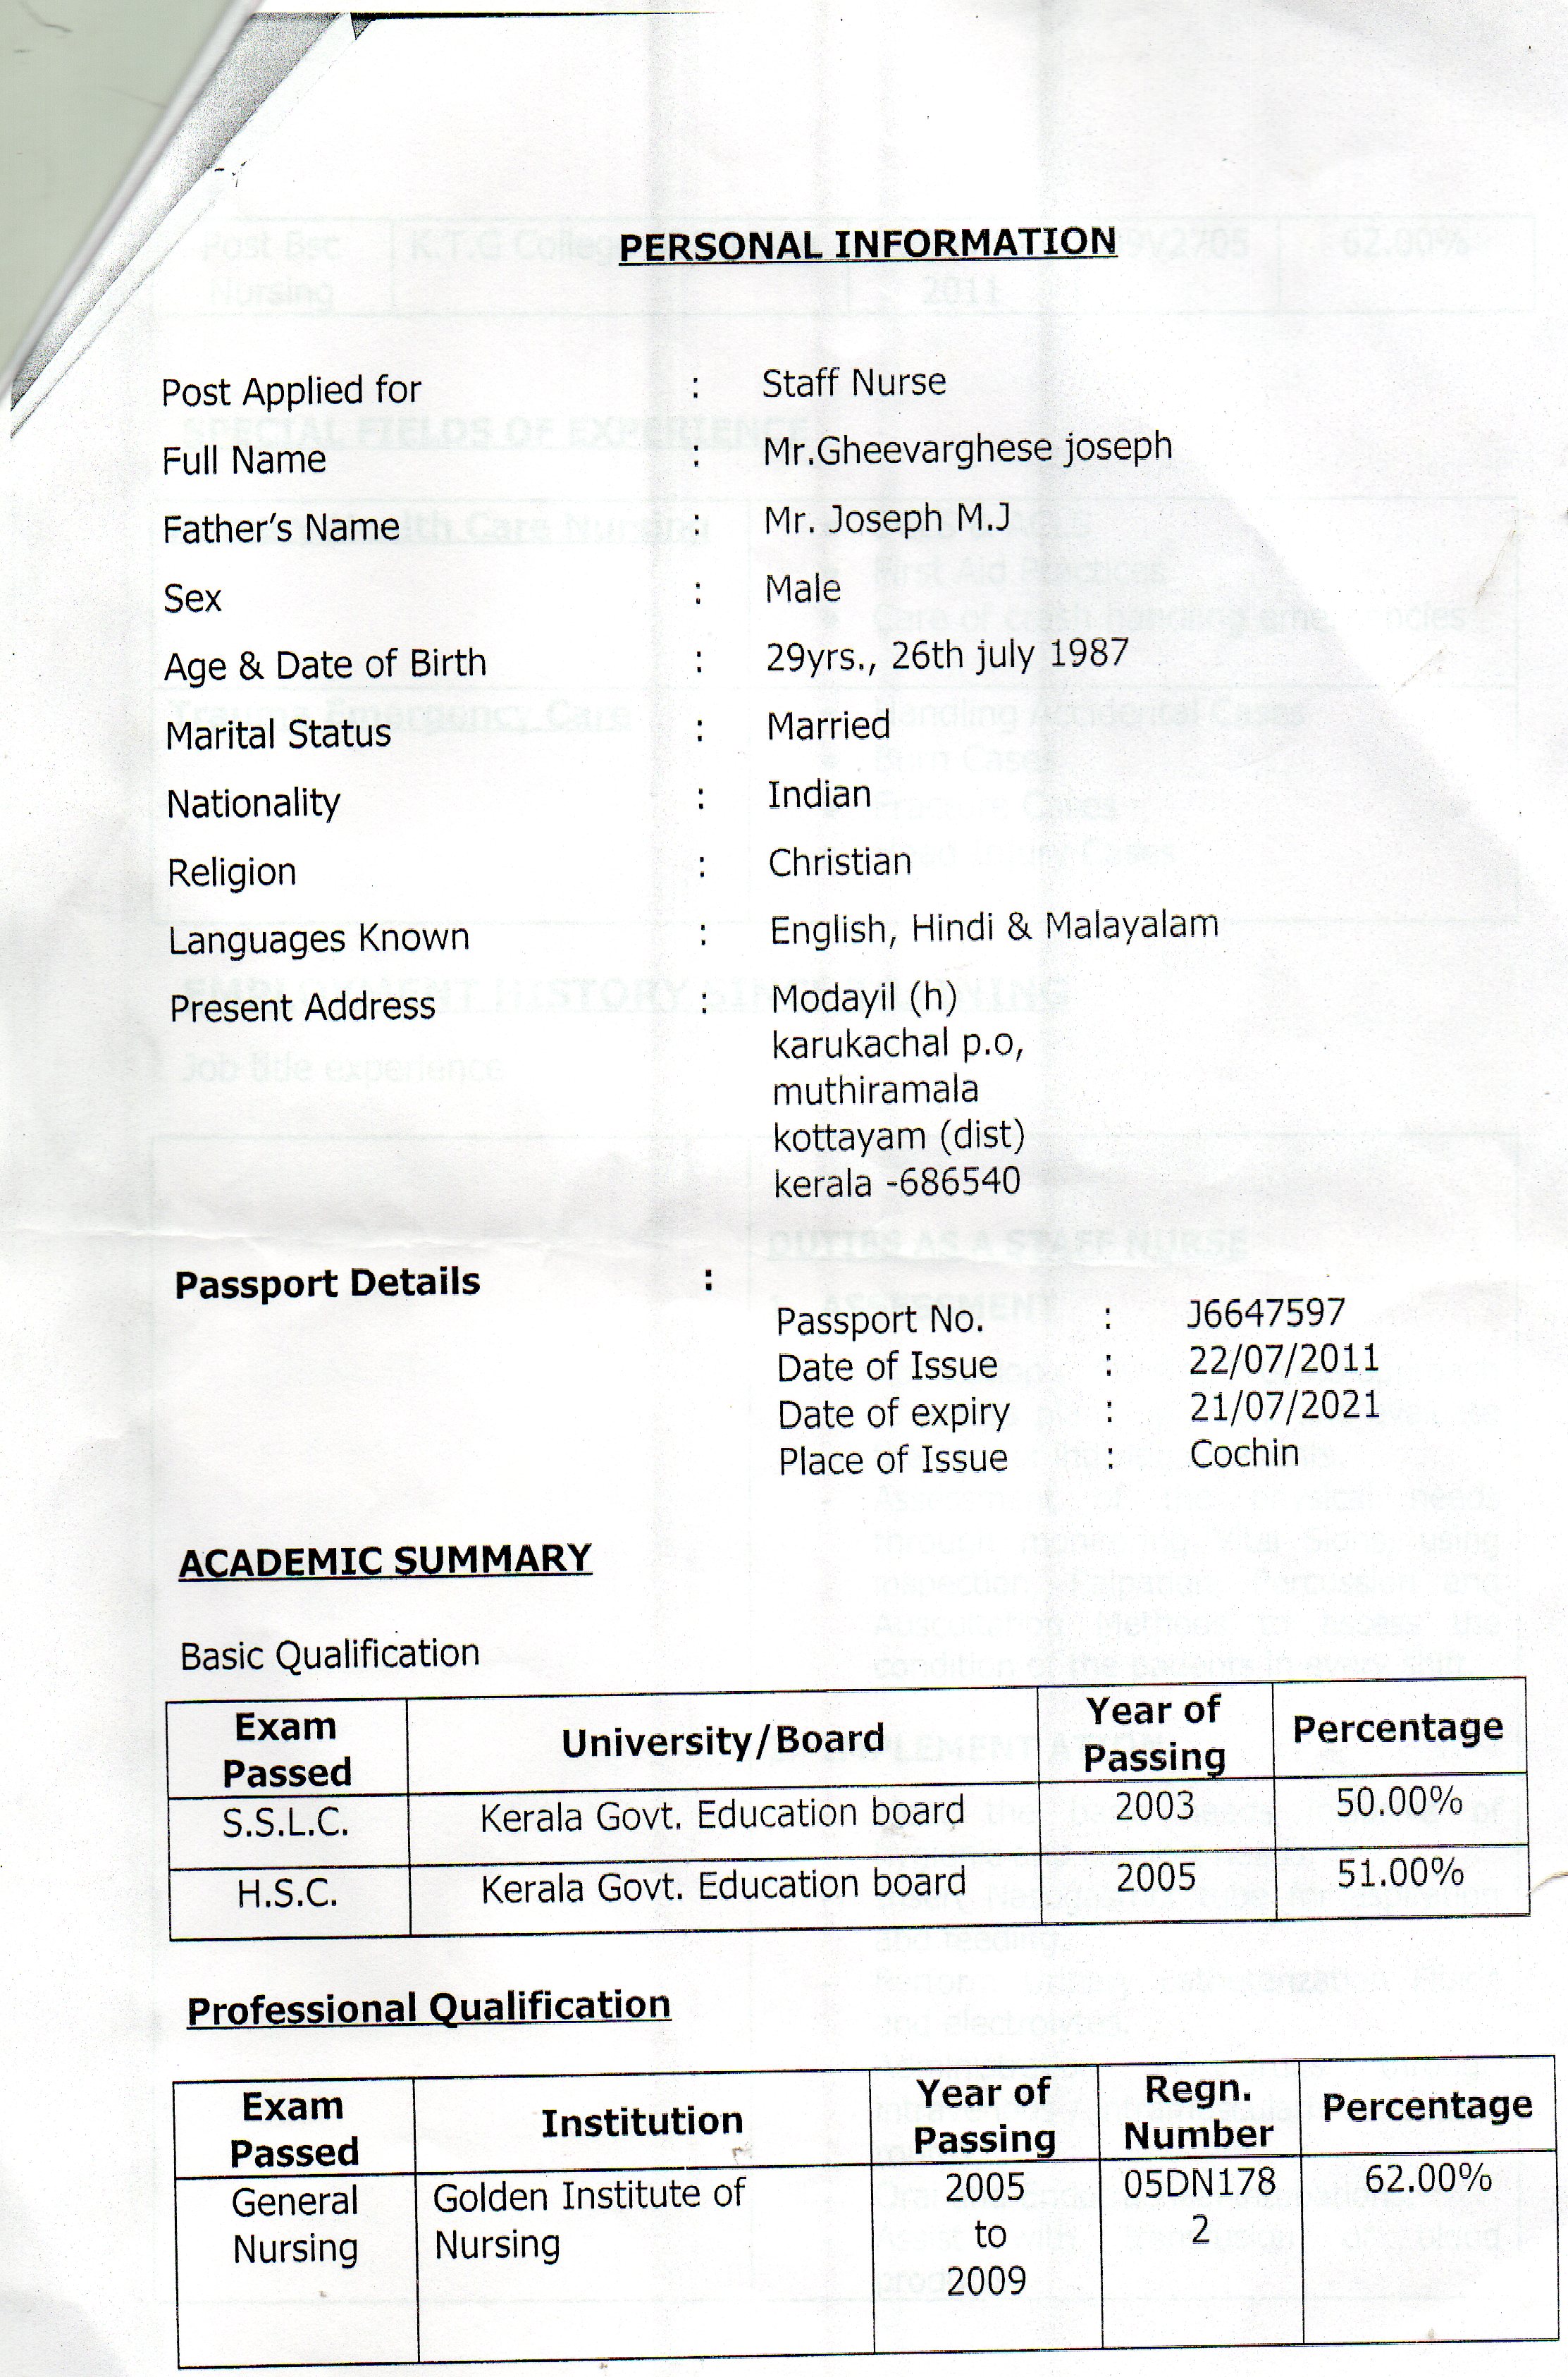 PERSONAL INFORMATION
Post Applied for : Staff Nurse
Full Name : Mr.Gheevarghese joseph
Father's Name : Mr. Joseph M.J
Sex : Male
Age & Date of Birth : 29yrs., 26th july 1987
Marital Status : Married
Nationality : Indian
Religion : Christian
Languages Known : English, Hindi & Malayalam
Present Address : Modayil (h)
karukachal p.o,
muthiramala
kottayam (dist)
kerala -686540
Passport Details :
Passport No. : J6647597
Date of Issue : 22/07/2011
Date of expiry : 21/07/2021
Place of Issue : Cochin
ACADEMIC SUMMARY
Basic Qualification
Exam Passed University/Board Year of Passing Percentage
S.S.L.C. Kerala Govt. Education board 2003 50.00%
H.S.C. Kerala Govt. Education board 2005 51.00%
Professional Qualification
Exam Passed Institution Year of Passing Regn. Number Percentage
General Golden Institute of 2005 05DN178 62.00%
Nursing Nursing to 2
2009